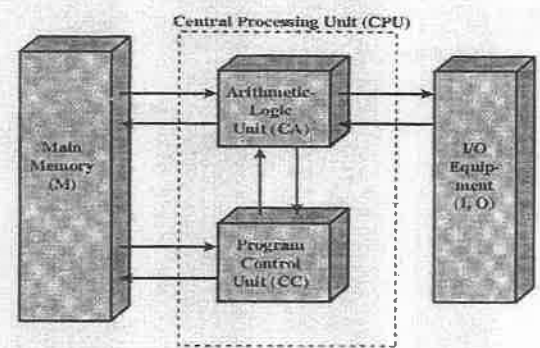 Central Processing Unit (CPU)
Main
Memory
(M)
Arithmetic-
Logic
Unit (CA)
Program
Control
Unit (CC)
I/O
Equip-
ment
(I, O)